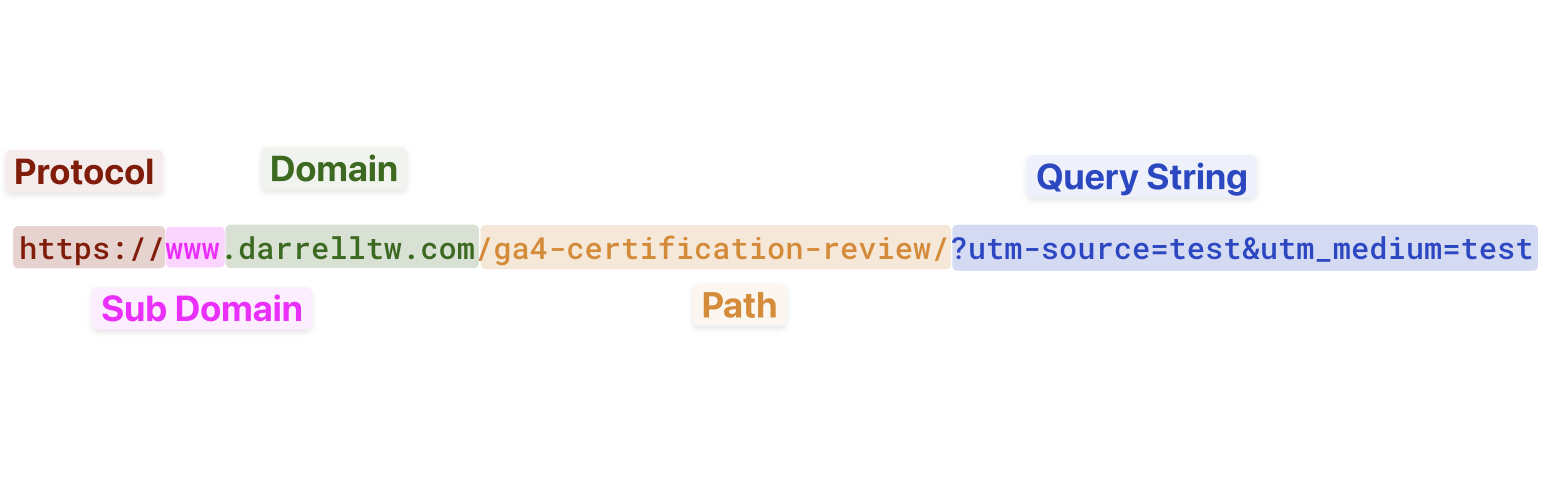 Protocol
Domain
Query String
https://www.darrelltw.com/ga4-certification-review/?utm-source=test&utm_medium=test
Sub Domain
Path